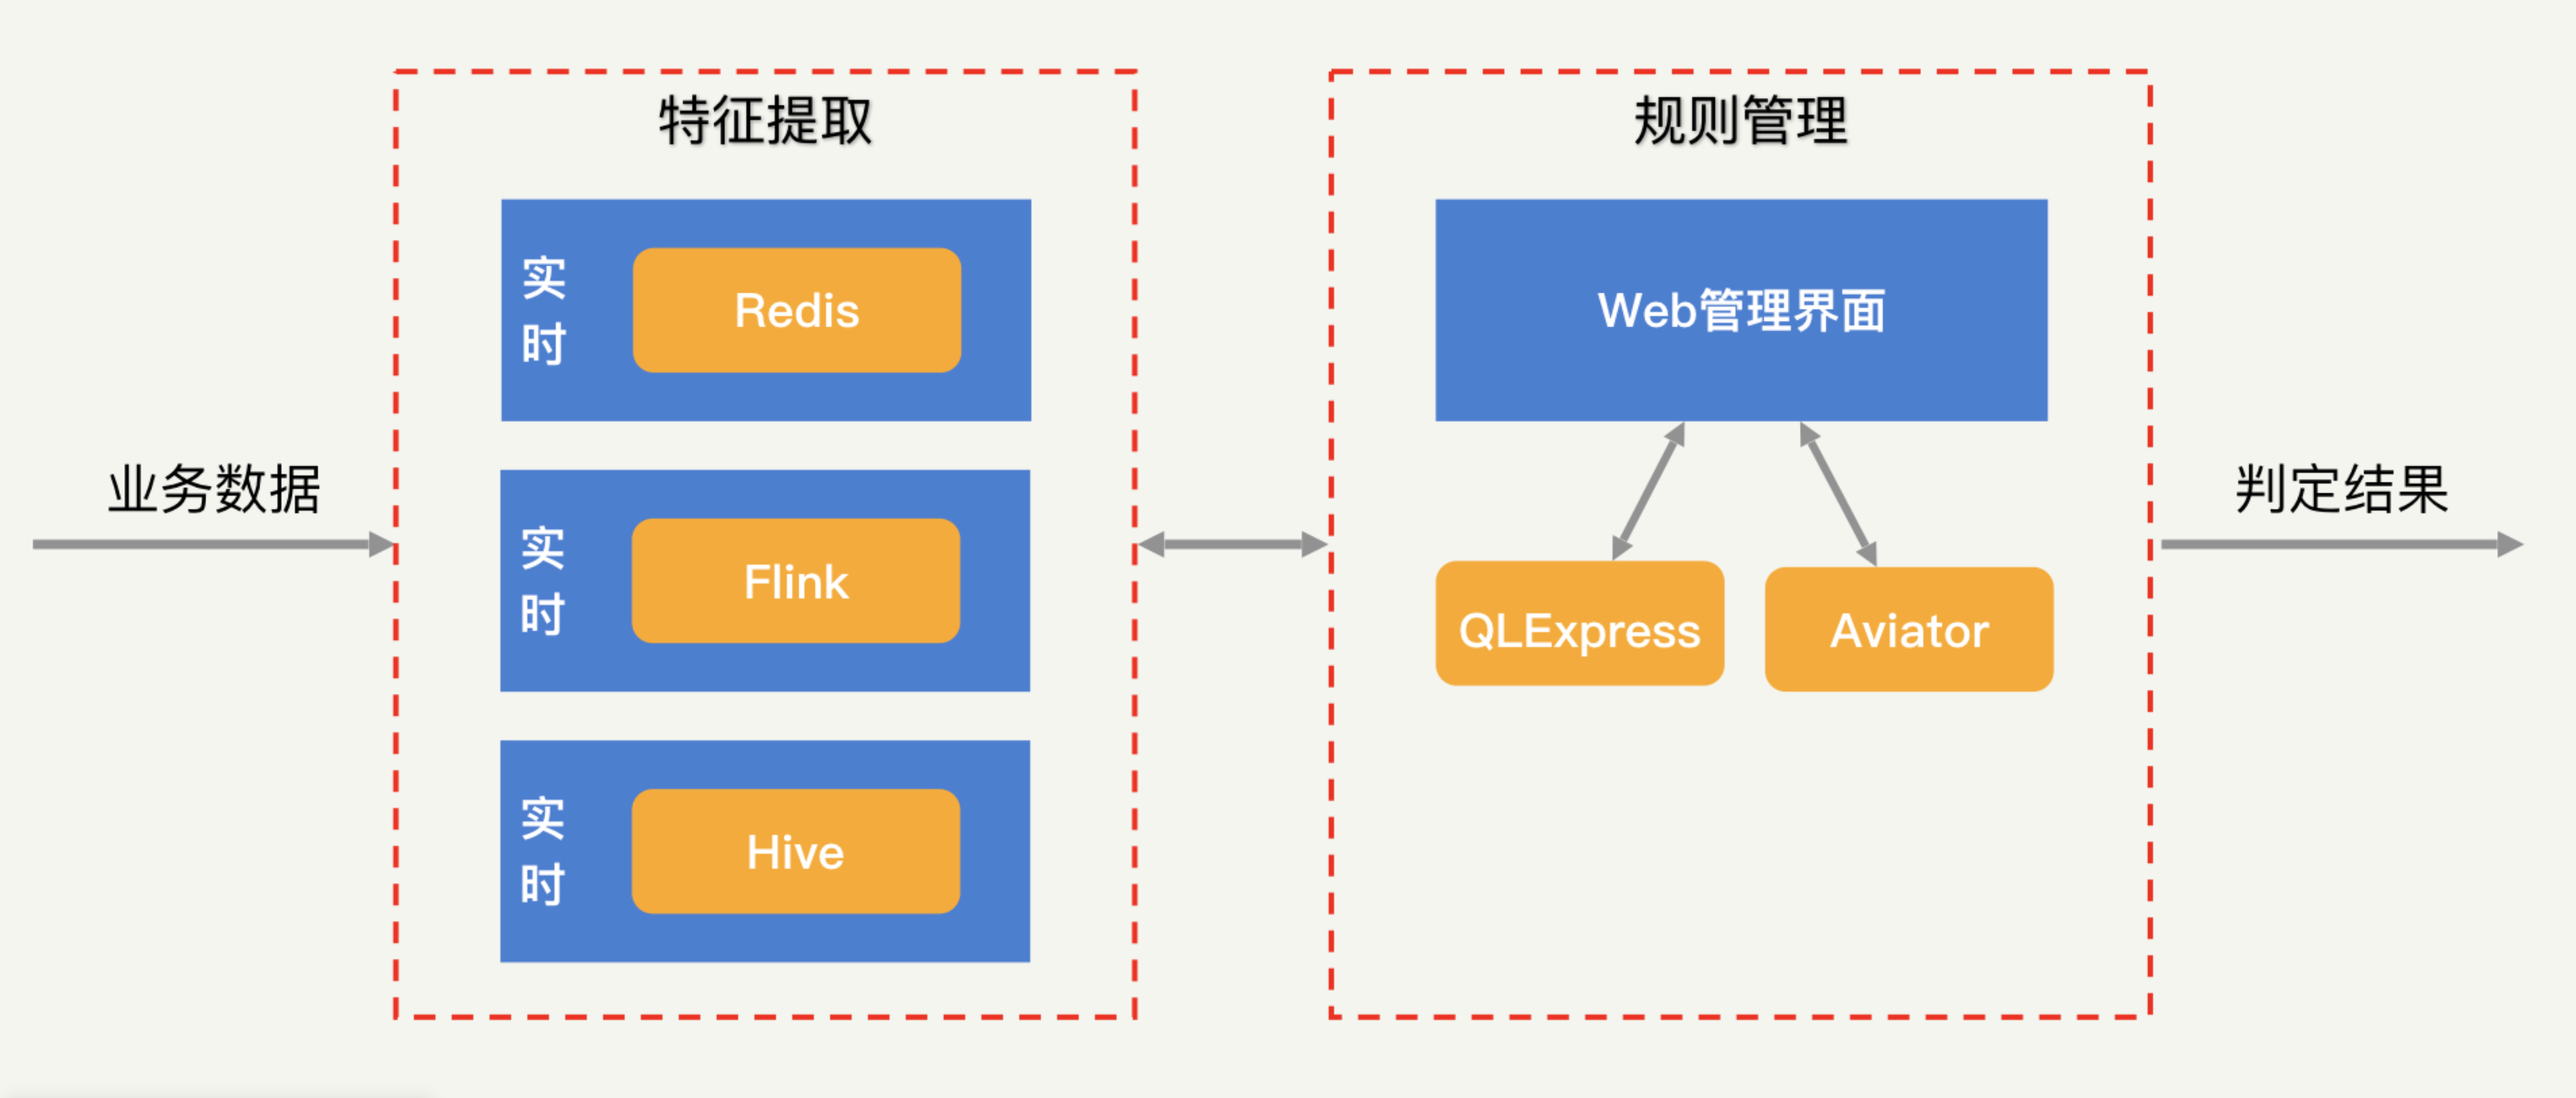 特征提取
规则管理
实
时
Redis
Web管理界面
业务数据
实
时
Flink
判定结果
QLExpress
Aviator
实
时
Hive